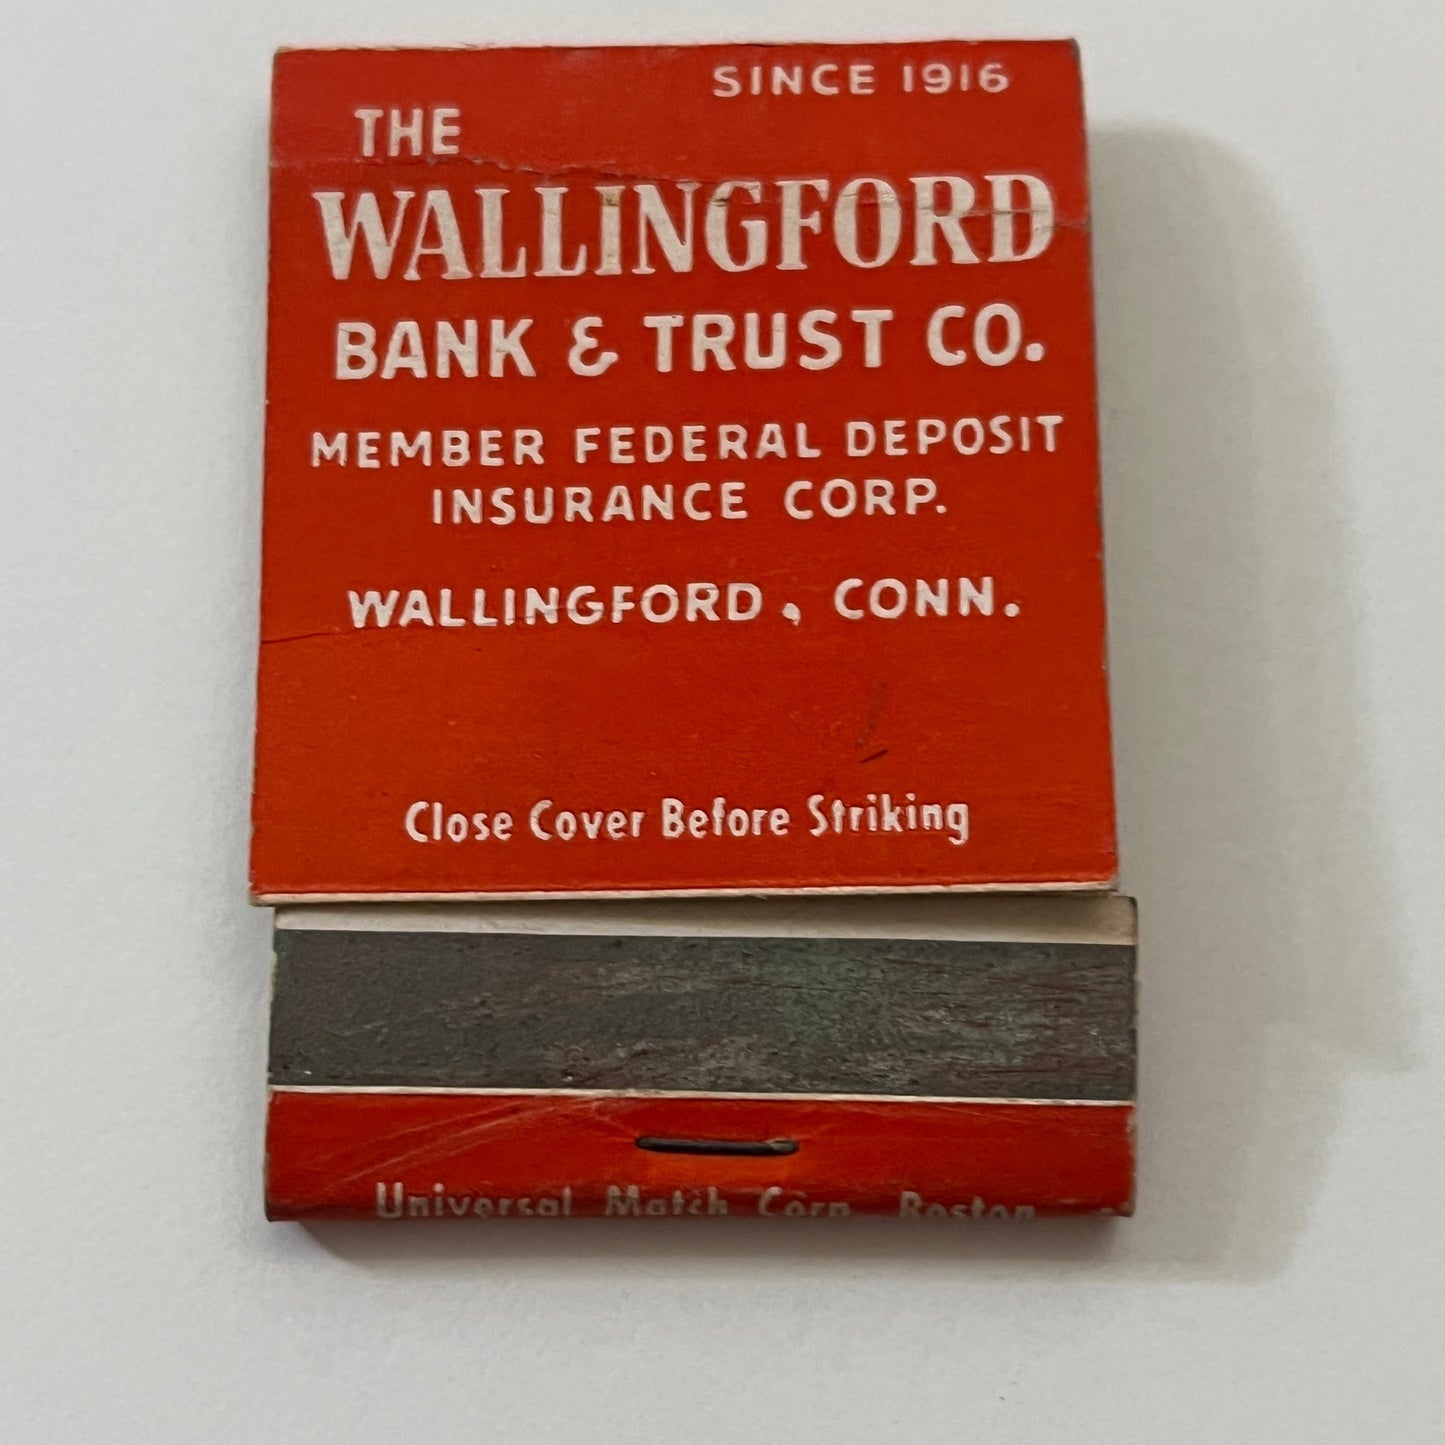 SINCE 1916
THE
WALLINGFORD
BANK & TRUST CO.
MEMBER FEDERAL DEPOSIT
INSURANCE CORP.
WALLINGFORD, CONN.
Close Cover Before Striking
Universal Match Corp. Boston